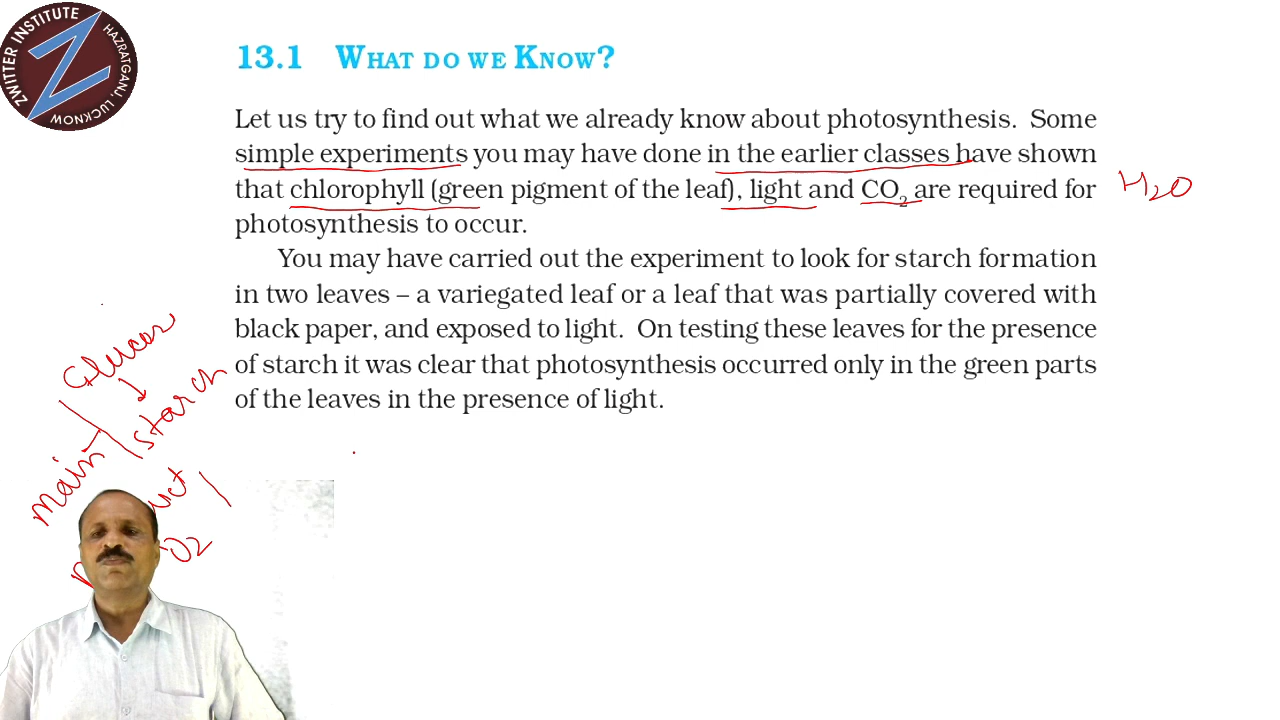 ZWITTER INSTITUTE
HAZRATGANJ, LUCKNOW
13.1 WHAT DO WE KNOW?
Let us try to find out what we already know about photosynthesis. Some
simple experiments you may have done in the earlier classes have shown
that chlorophyll (green pigment of the leaf), light and CO₂ are required for
H₂O
photosynthesis to occur.
You may have carried out the experiment to look for starch formation
in two leaves – a variegated leaf or a leaf that was partially covered with
black paper, and exposed to light. On testing these leaves for the presence
of starch it was clear that photosynthesis occurred only in the green parts
of the leaves in the presence of light.
Glucose
starch
main
O₂